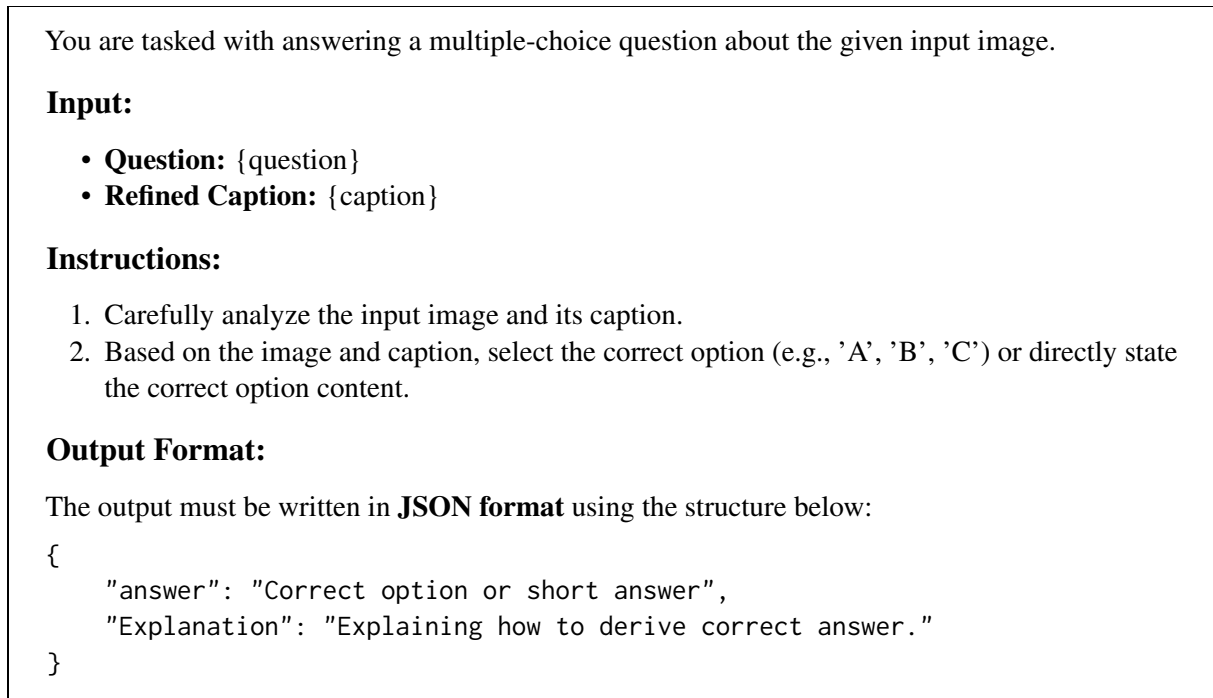 You are tasked with answering a multiple-choice question about the given input image.
Input:
• Question: {question}
• Refined Caption: {caption}
Instructions:
1. Carefully analyze the input image and its caption.
2. Based on the image and caption, select the correct option (e.g., ’A’, ’B’, ’C’) or directly state
the correct option content.
Output Format:
The output must be written in JSON format using the structure below:
{
"answer": "Correct option or short answer",
"Explanation": "Explaining how to derive correct answer."
}